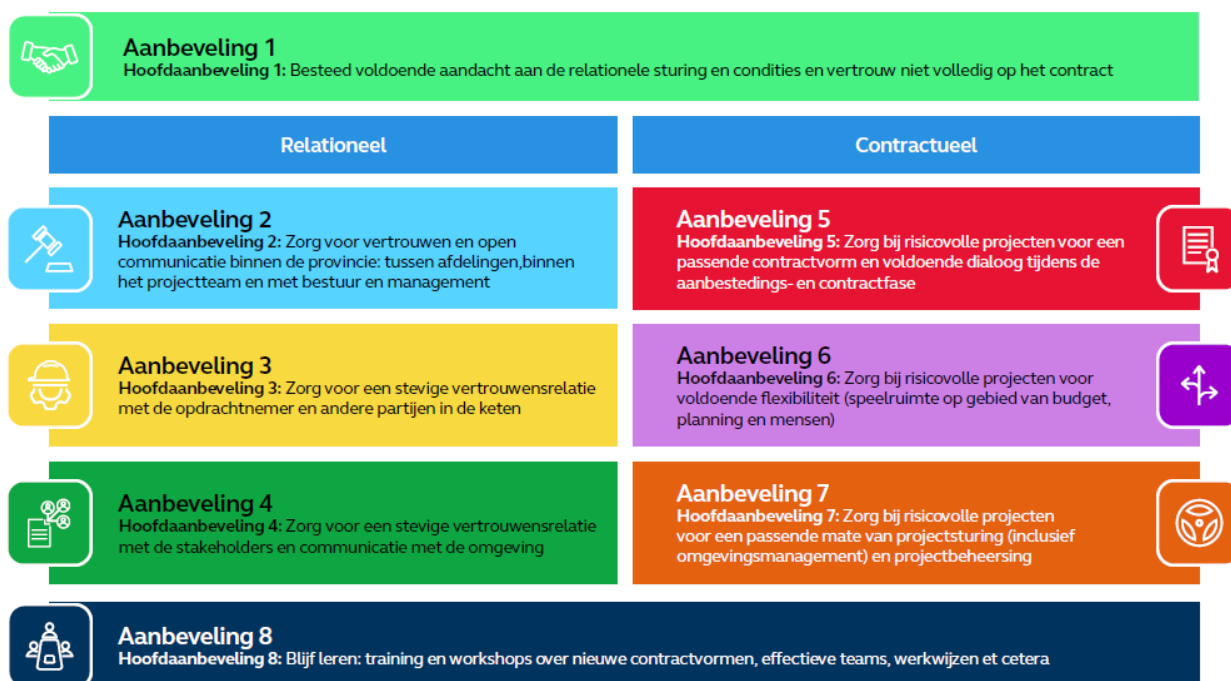 Aanbeveling 1
Hoofdaanbeveling 1: Besteed voldoende aandacht aan de relationele sturing en condities en vertrouw niet volledig op het contract
Relationeel
Contractueel
Aanbeveling 2
Hoofdaanbeveling 2: Zorg voor vertrouwen en open
communicatie binnen de provincie: tussen afdelingen,binnen
het projectteam en met bestuur en management
Aanbeveling 5
Hoofdaanbeveling 5: Zorg bij risicovolle projecten voor een
passende contractvorm en voldoende dialoog tijdens de
aanbestedings- en contractfase
Aanbeveling 3
Hoofdaanbeveling 3: Zorg voor een stevige vertrouwensrelatie
met de opdrachtnemer en andere partijen in de keten
Aanbeveling 6
Hoofdaanbeveling 6: Zorg bij risicovolle projecten voor
voldoende flexibiliteit (speelruimte op gebied van budget,
planning en mensen)
Aanbeveling 4
Hoofdaanbeveling 4: Zorg voor een stevige vertrouwensrelatie
met de stakeholders en communicatie met de omgeving
Aanbeveling 7
Hoofdaanbeveling 7: Zorg bij risicovolle projecten
voor een passende mate van projectsturing (inclusief
omgevingsmanagement) en projectbeheersing
Aanbeveling 8
Hoofdaanbeveling 8: Blijf leren: training en workshops over nieuwe contractvormen, effectieve teams, werkwijzen et cetera